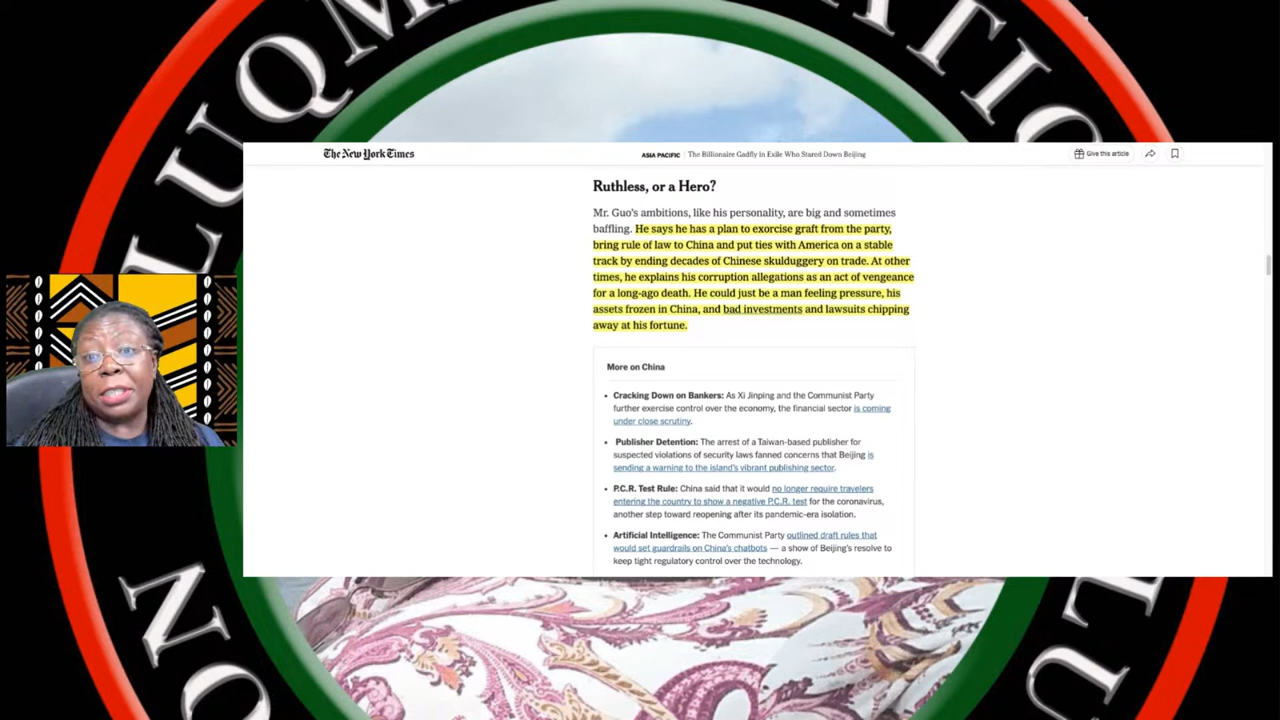 LUQM
ATIO
The New York Times
ASIA PACIFIC | The Billionaire Gadfly in Exile Who Stared Down Beijing
Give this article
Ruthless, or a Hero?
Mr. Guo's ambitions, like his personality, are big and sometimes
baffling. He says he has a plan to exorcise graft from the party,
bring rule of law to China and put ties with America on a stable
track by ending decades of Chinese skulduggery on trade. At other
times, he explains his corruption allegations as an act of vengeance
for a long-ago death. He could just be a man feeling pressure, his
assets frozen in China, and bad investments and lawsuits chipping
away at his fortune.
More on China
• Cracking Down on Bankers: As Xi Jinping and the Communist Party
further exercise control over the economy, the financial sector is coming
under close scrutiny.
• Publisher Detention: The arrest of a Taiwan-based publisher for
suspected violations of security laws fanned concerns that Beijing is
sending a warning to the island's vibrant publishing sector.
• P.C.R. Test Rule: China said that it would no longer require travelers
entering the country to show a negative P.C.R. test for the coronavirus,
another step toward reopening after its pandemic-era isolation.
• Artificial Intelligence: The Communist Party outlined draft rules that
would set guardrails on China's chatbots — a show of Beijing's resolve to
keep tight regulatory control over the technology.